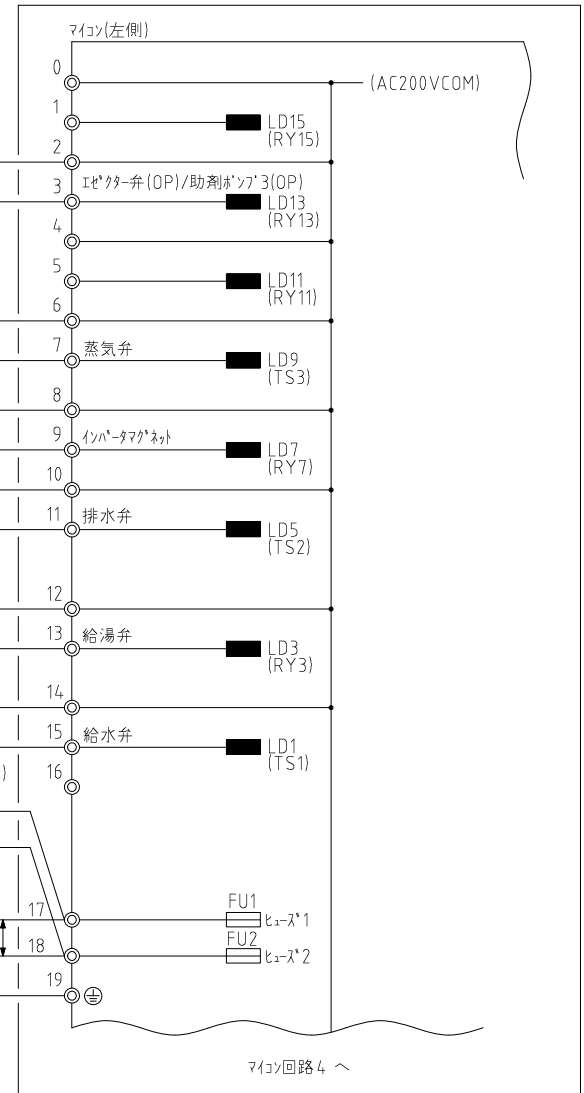 ﾏｲｺﾝ(左側)
0
(AC200VCOM)
1
LD15
(RY15)
2
ｴｾﾞｸﾀｰ弁(OP)/助剤ﾎﾟﾝﾌﾟ3(OP)
3
LD13
(RY13)
4
5
LD11
(RY11)
6
7
蒸気弁
LD9
(TS3)
8
9
ｲﾝﾊﾞｰﾀﾏｸﾞﾈｯﾄ
LD7
(RY7)
10
11
排水弁
LD5
(TS2)
12
13
給湯弁
LD3
(RY3)
14
15
給水弁
LD1
(TS1)
)
16
FU1
17
ﾋｭｰｽﾞ1
FU2
18
ﾋｭｰｽﾞ2
19
ﾏｲｺﾝ回路4 へ